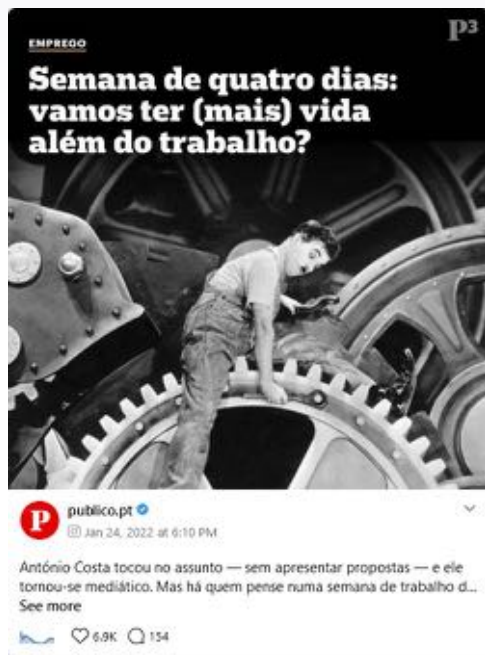 P3
EMPREGO
Semana de quatro dias:
vamos ter (mais) vida
além do trabalho?
P
publico.pt
Jan 24, 2022 at 6:10 PM
António Costa tocou no assunto — sem apresentar propostas — e ele
tornou-se mediático. Mas há quem pense numa semana de trabalho d...
See more
6.9K 154